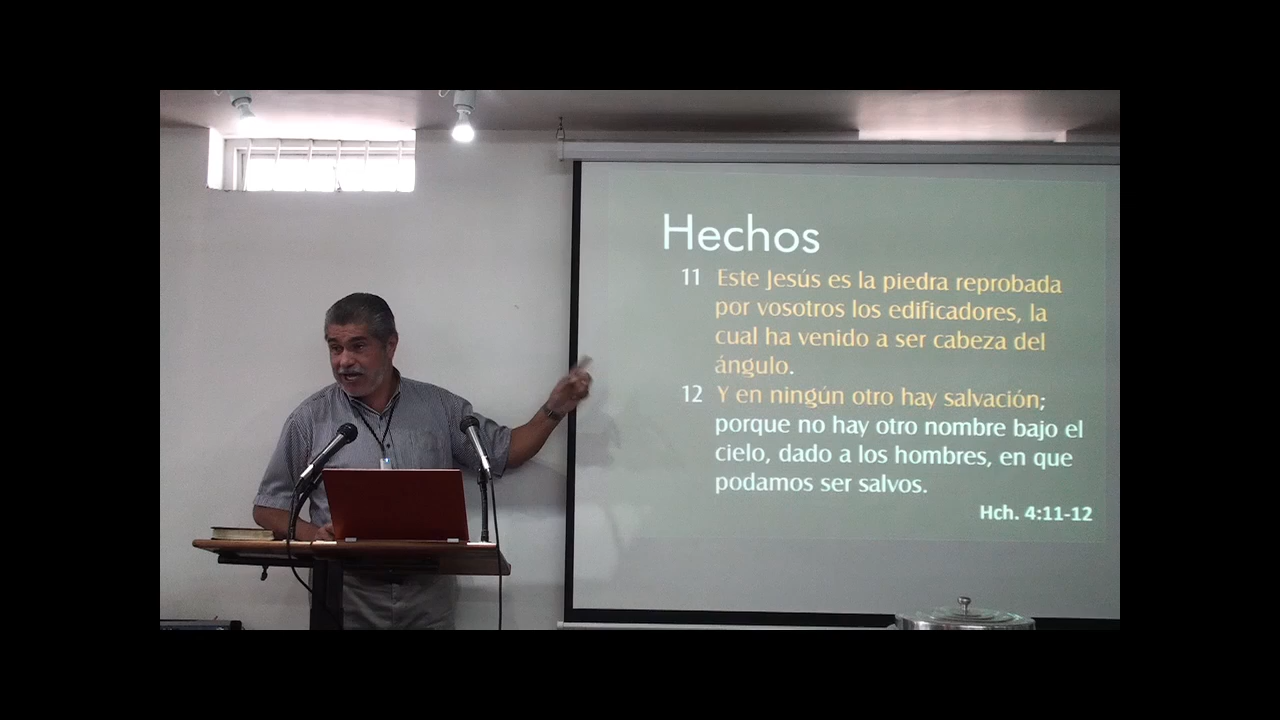 Hechos
11 Este Jesús es la piedra reprobada
por vosotros los edificadores, la
cual ha venido a ser cabeza del
ángulo.
12 Y en ningún otro hay salvación;
porque no hay otro nombre bajo el
cielo, dado a los hombres, en que
podamos ser salvos.
Hch. 4:11-12